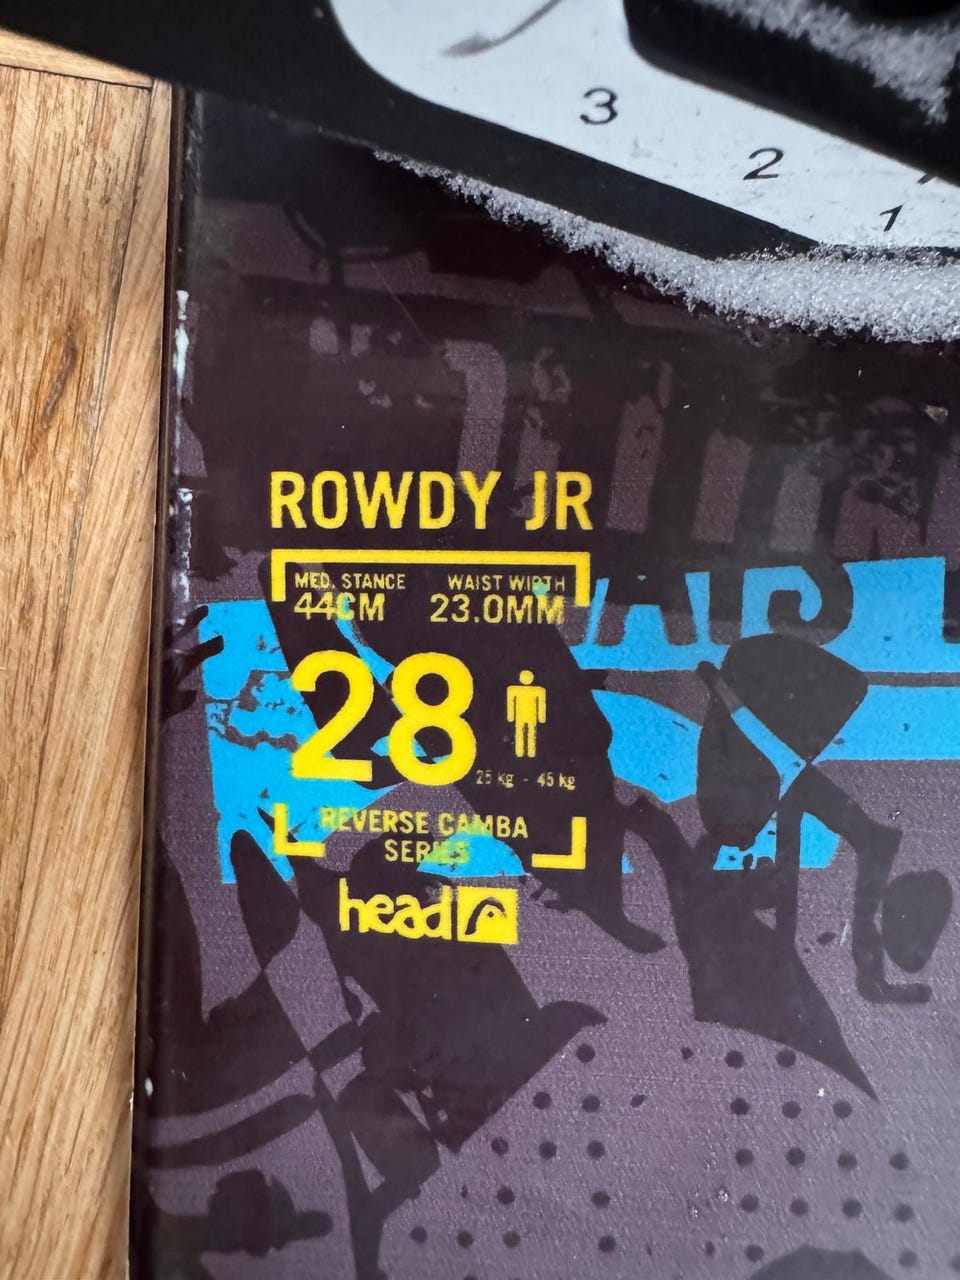 3
2
1
ROWDY JR
MED. STANCE WAIST WIDTH
44CM 23.0MM
28
25 kg - 45 kg
REVERSE CAMBA
SERIES
head